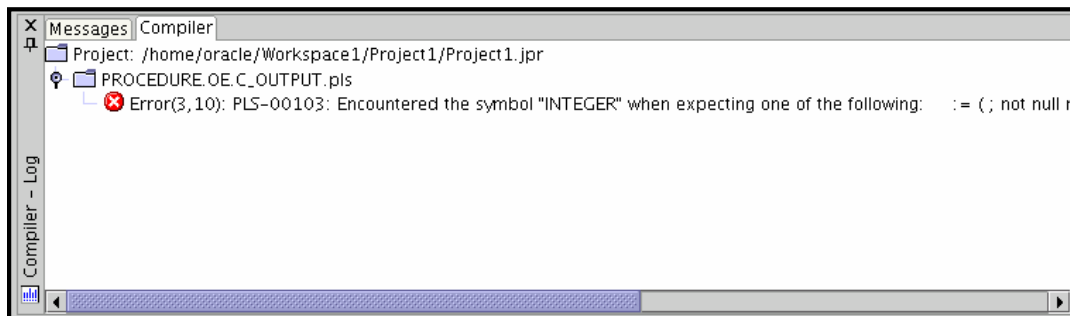 Messages Compiler
Project: /home/oracle/Workspace1/Project1/Project1.jpr
PROCEDURE.OE.C_OUTPUT.pls
Error(3,10): PLS-00103: Encountered the symbol "INTEGER" when expecting one of the following: := ( ; not null
Compiler - Log